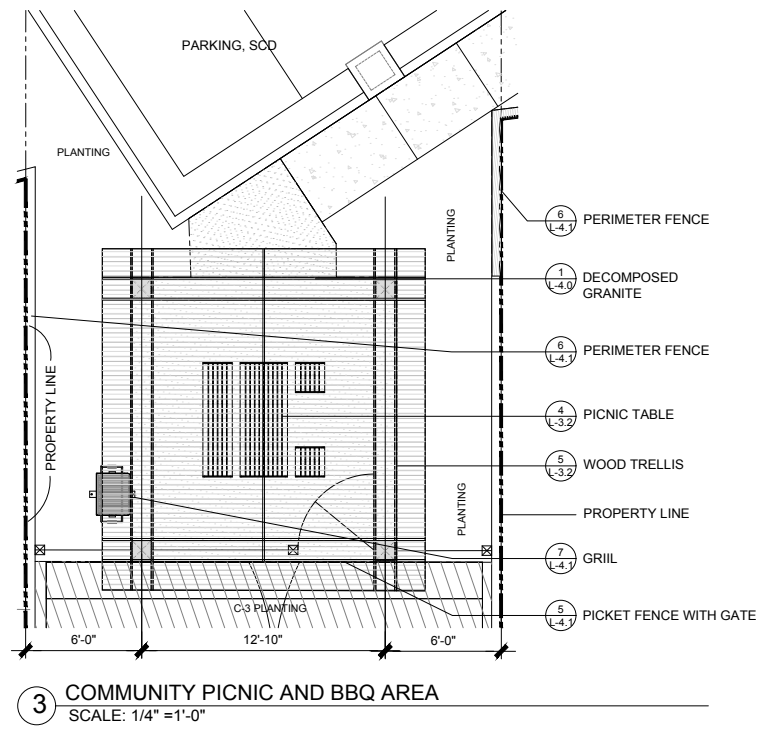 PARKING, SCD
PLANTING
PLANTING
6
L-4.1
PERIMETER FENCE
1
L-4.0
DECOMPOSED
GRANITE
6
L-4.1
PERIMETER FENCE
PROPERTY LINE
4
L-3.2
PICNIC TABLE
5
L-3.2
WOOD TRELLIS
PLANTING
PROPERTY LINE
7
L-4.1
GRIIL
C-3 PLANTING
5
L-4.1
PICKET FENCE WITH GATE
6'-0"
12'-10"
6'-0"
3
COMMUNITY PICNIC AND BBQ AREA
SCALE: 1/4" =1'-0"